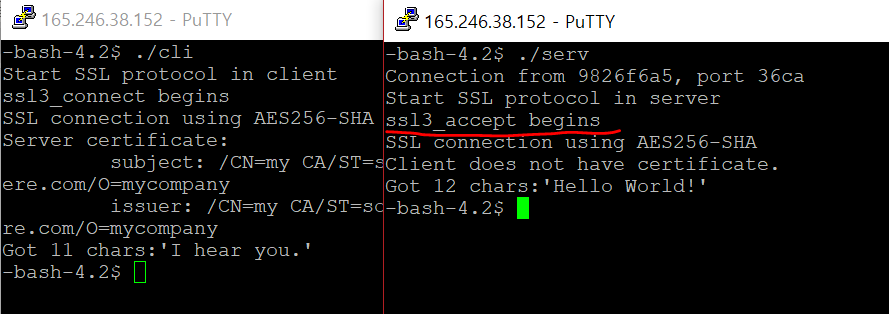 165.246.38.152 - PuTTY
-bash-4.2$ ./cli
Start SSL protocol in client
ssl3_connect begins
SSL connection using AES256-SHA
Server certificate:
subject: /CN=my CA/ST=s
ere.com/O=mycompany
issuer: /CN=my CA/ST=so
re.com/O=mycompany
Got 11 chars:'I hear you.'
-bash-4.2$
165.246.38.152 - PuTTY
-bash-4.2$ ./serv
Connection from 9826f6a5, port 36ca
Start SSL protocol in server
ssl3_accept begins
SSL connection using AES256-SHA
Client does not have certificate.
Got 12 chars:'Hello World!'
-bash-4.2$